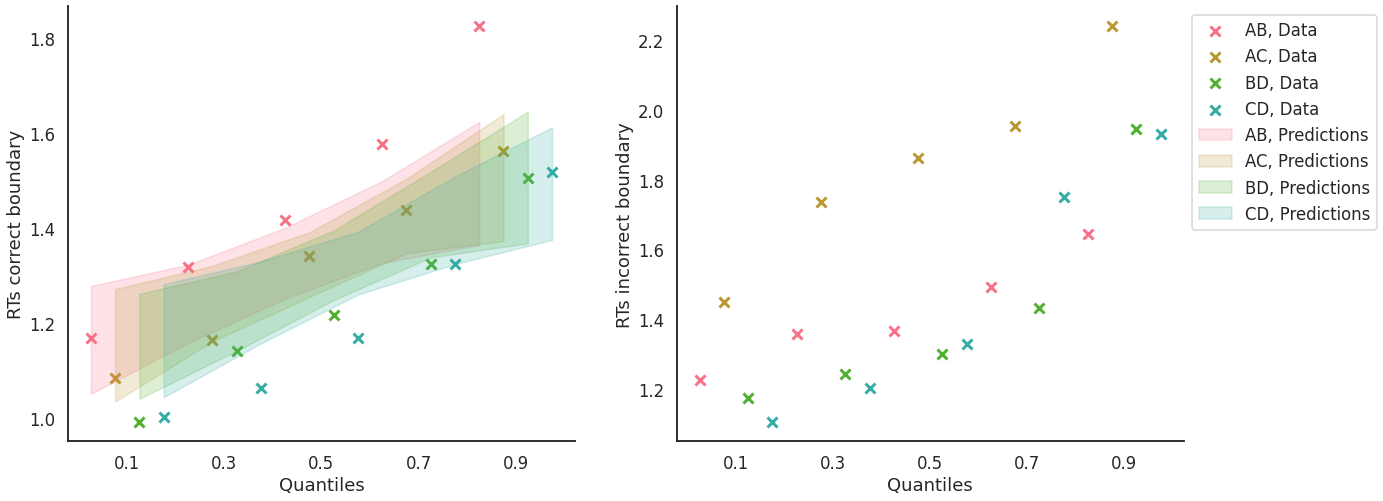 RTs correct boundary
1.8
1.6
1.4
1.2
1.0
0.1 0.3 0.5 0.7 0.9
Quantiles
RTs incorrect boundary
2.2
2.0
1.8
1.6
1.4
1.2
0.1 0.3 0.5 0.7 0.9
Quantiles
AB, Data
AC, Data
BD, Data
CD, Data
AB, Predictions
AC, Predictions
BD, Predictions
CD, Predictions